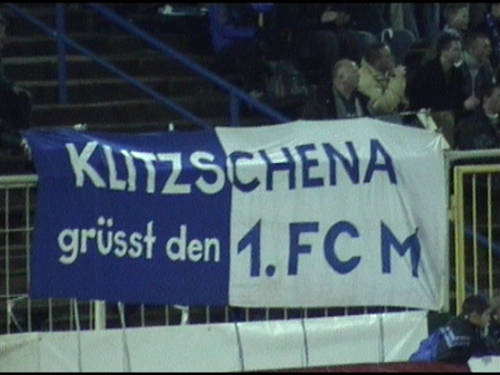 KLITZSCHENA
grüsst den 1. FC M